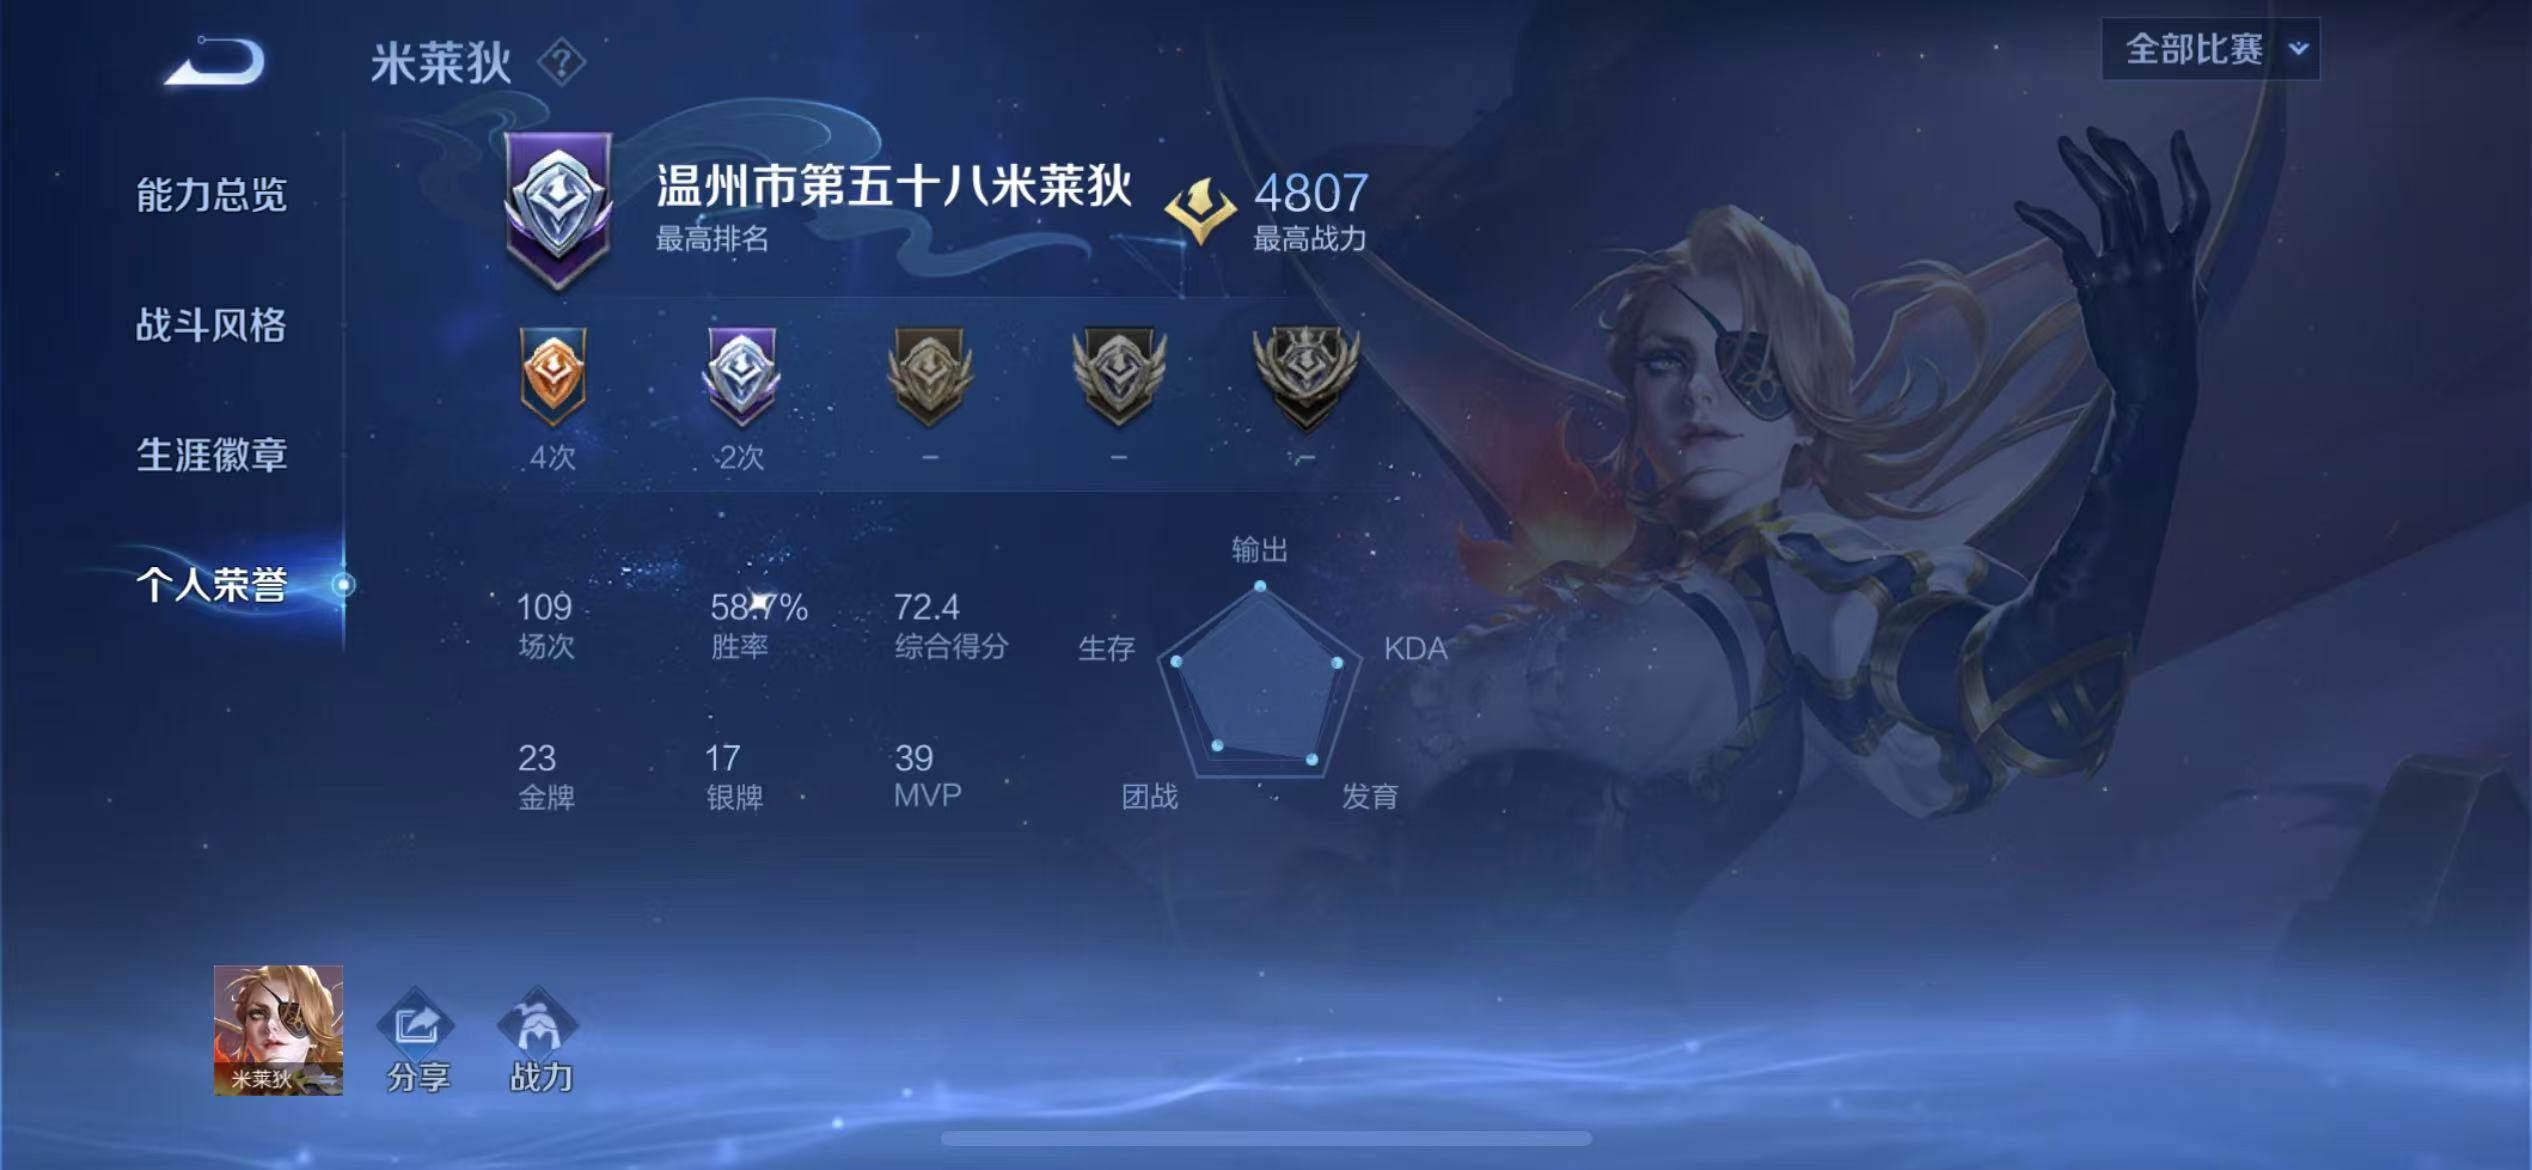 米莱狄
?
全部比赛
能力总览
战斗风格
生涯徽章
个人荣誉
温州市第五十八米莱狄
最高排名
4807
最高战力
4次
2次
–
–
–
109
场次
58.7%
胜率
72.4
综合得分
23
金牌
17
银牌
39
MVP
输出
生存
KDA
团战
发育
米莱狄
分享
战力